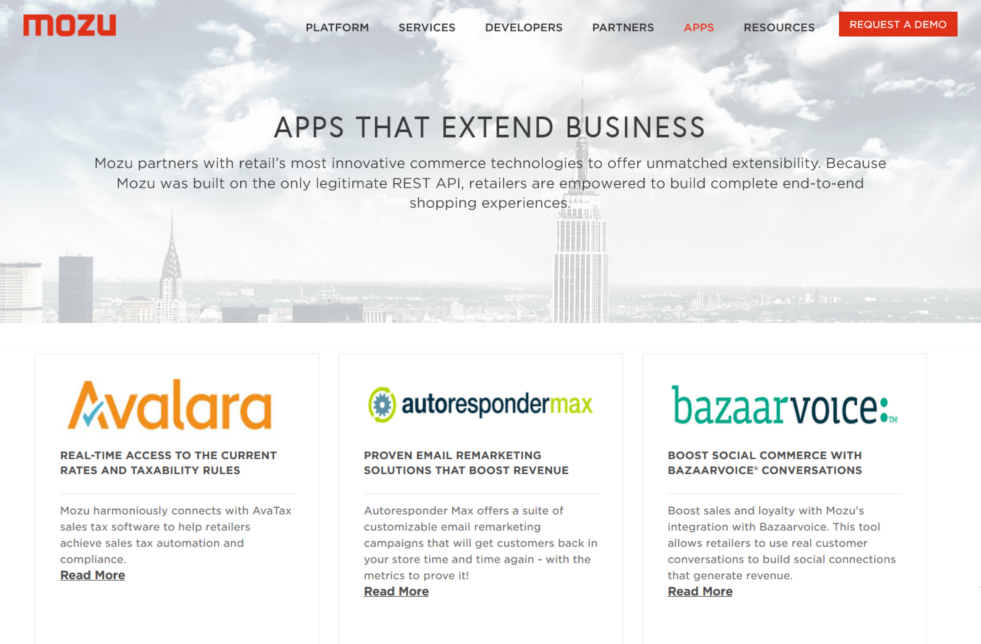 mozu
PLATFORM SERVICES DEVELOPERS PARTNERS APPS RESOURCES REQUEST A DEMO
APPS THAT EXTEND BUSINESS
Mozu partners with retail's most innovative commerce technologies to offer unmatched extensibility. Because
Mozu was built on the only legitimate REST API, retailers are empowered to build complete end-to-end
shopping experiences.
Avalara
REAL-TIME ACCESS TO THE CURRENT
RATES AND TAXABILITY RULES
Mozu harmoniously connects with AvaTax
sales tax software to help retailers
achieve sales tax automation and
compliance.
Read More
autorespondermax
PROVEN EMAIL REMARKETING
SOLUTIONS THAT BOOST REVENUE
Autoresponder Max offers a suite of
customizable email remarketing
campaigns that will get customers back in
your store time and time again - with the
metrics to prove it!
Read More
bazaarvoice:™
BOOST SOCIAL COMMERCE WITH
BAZAARVOICE® CONVERSATIONS
Boost sales and loyalty with Mozu's
integration with Bazaarvoice. This tool
allows retailers to use real customer
conversations to build social connections
that generate revenue.
Read More